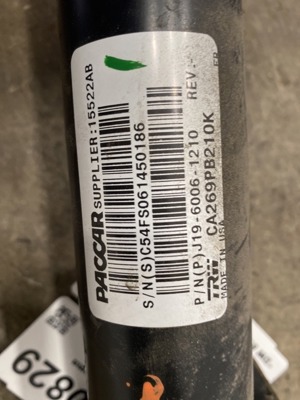 PACCAR SUPPLIER:15522AB
S/N(S)C54FS061450186
P/N(P)J19-6006-1210 REV:-
TRW CA269PB210K
MADE IN USA
0829